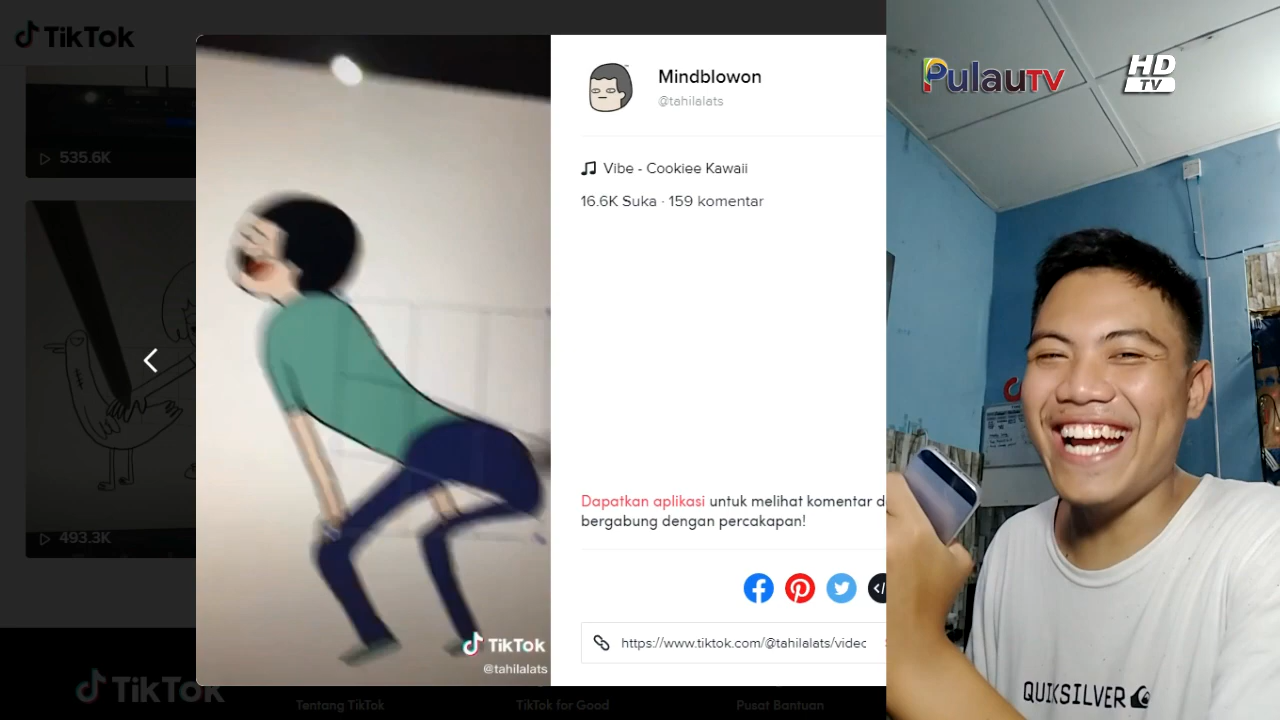 TikTok
535.6K
493.3K
Mindblowon
@tahilalats
Vibe - Cookiee Kawaii
16.6K Suka · 159 komentar
Dapatkan aplikasi untuk melihat komentar d
bergabung dengan percakapan!
https://www.tiktok.com/@tahilalats/videc
TikTok
@tahilalats
TikTok
Tentang TikTok
TikTok for Good
Pusat Bantuan
PulauTV
HD
TV
QUIKSILVER